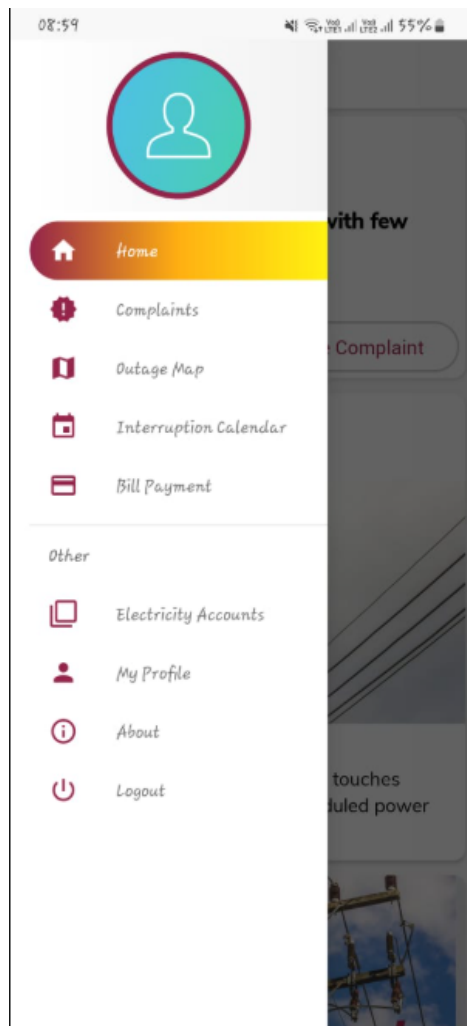 08:59 55%
with few
Home
Complaints
Outage Map
Complaint
Interruption Calendar
Bill Payment
Other
Electricity Accounts
My Profile
About
Logout
touches
power